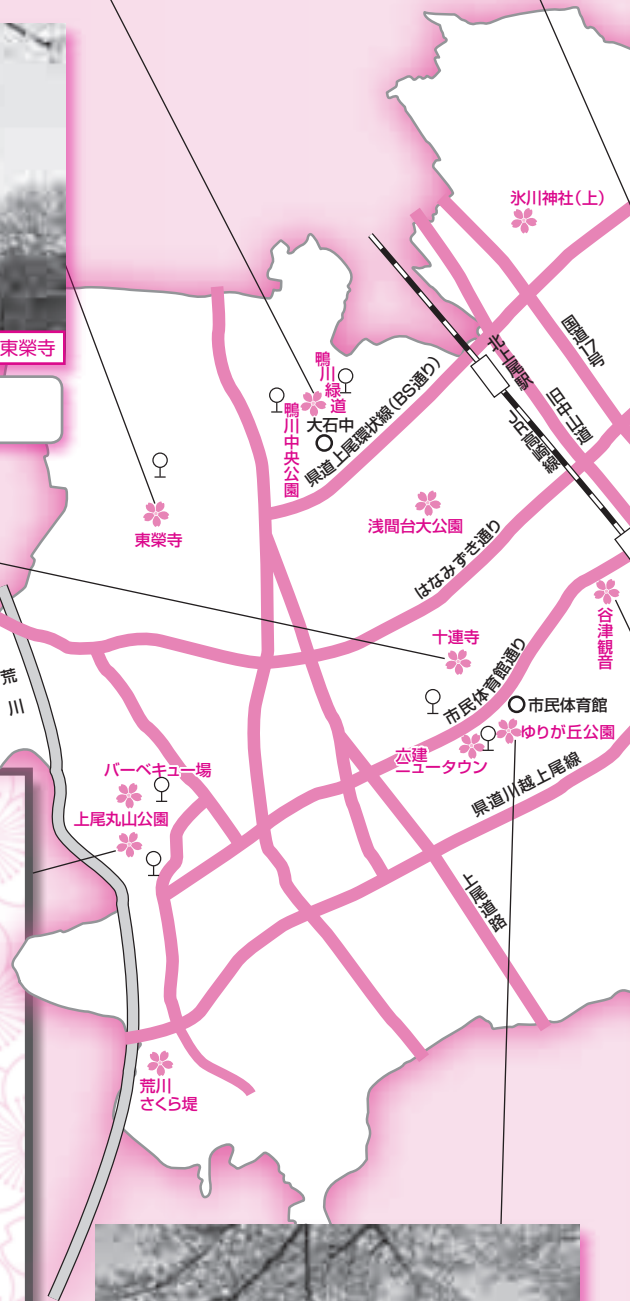 氷川神社(上)
国道17号
北上尾駅
旧中山道
JR高崎線
東榮寺
鴨川緑道
鴨川中央公園
大石中
県道上尾環状線(BS通り)
浅間台大公園
東榮寺
はなみずき通り
谷津観音
十連寺
市民体育館通り
市民体育館
ゆりが丘公園
六建
ニュータウン
県道川越上尾線
荒川
バーベキュー場
上尾丸山公園
上尾道路
荒川
さくら堤